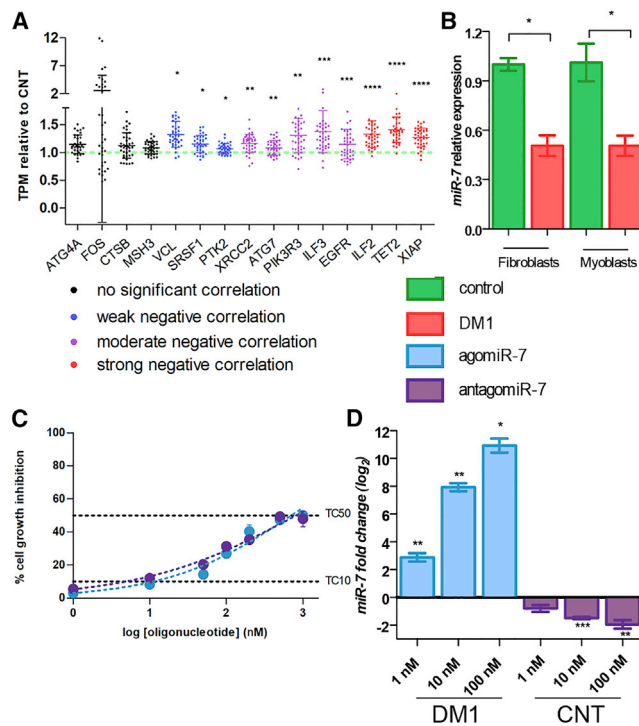 A
TPM relative to CNT
12
8
4
1.5
1.0
0.5
0.0
* * * ** ** ** *** *** **** **** ****
ATG4A FOS CTSB MSH3 VCL SRSF1 PTK2 XRCC2 ATG7 PIK3R3 ILF3 EGFR ILF2 TET2 XIAP
no significant correlation
weak negative correlation
moderate negative correlation
strong negative correlation
B
miR-7 relative expression
1.2
0.9
0.6
0.3
0.0
* *
Fibroblasts Myoblasts
control
DM1
agomiR-7
antagomiR-7
C
% cell growth inhibition
100
80
60
40
20
0
TC50
TC10
0 1 2 3
log [oligonucleotide] (nM)
D
miR-7 fold change (log2)
12
10
8
6
4
2
0
-2
** ** * *** **
1 nM 10 nM 100 nM 1 nM 10 nM 100 nM
DM1 CNT